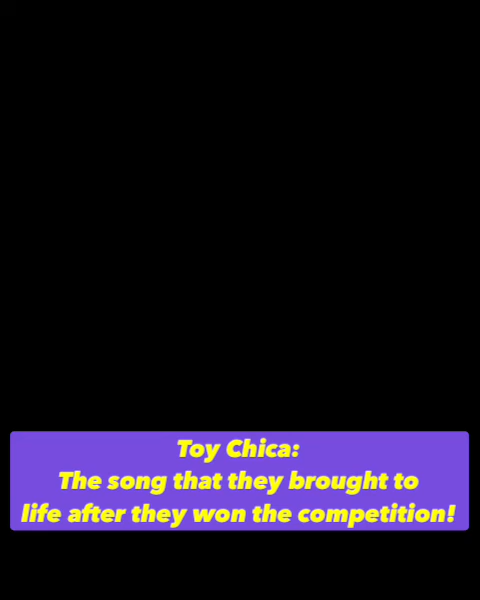 Toy Chica:
The song that they brought to
life after they won the competition!